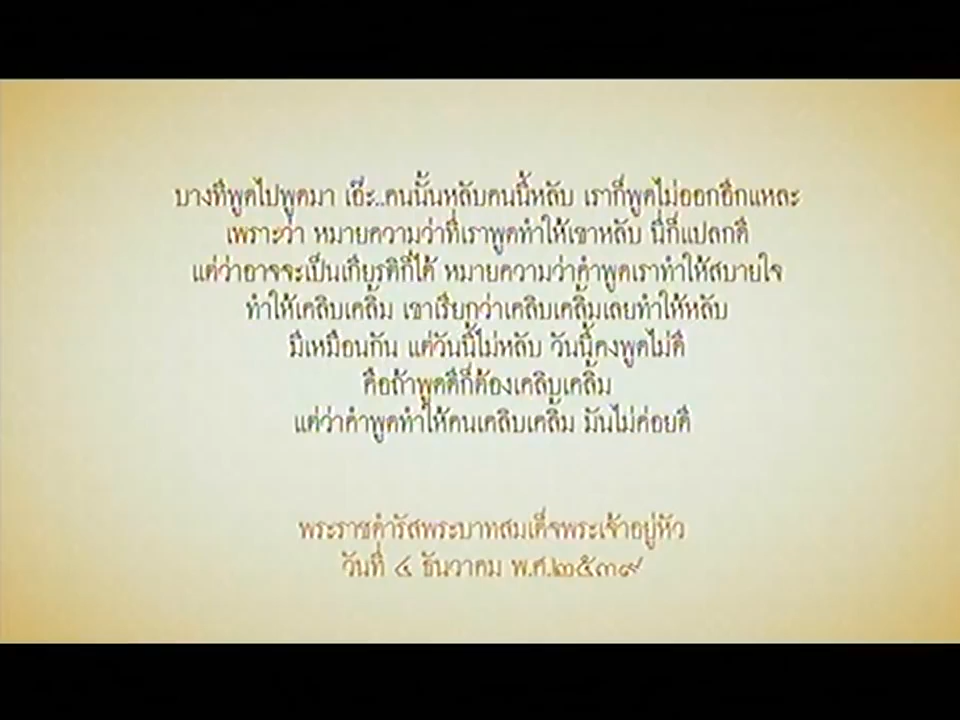 บางทีพูดไปพูดมา เอ๊ะ..คนนั้นหลับคนนี้หลับ เราก็พูดไม่ออกอีกแหละ
เพราะว่า หมายความว่าที่เราพูดทำให้เขาหลับ นี่ก็แปลกดี
แต่ว่าอาจจะเป็นเกียรติก็ได้ หมายความว่าคำพูดเราทำให้สบายใจ
ทำให้เคลิบเคลิ้ม เขาเรียกว่าเคลิบเคลิ้มเลยทำให้หลับ
มีเหมือนกัน แต่วันนี้ไม่หลับ วันนี้คงพูดไม่ดี
คือถ้าพูดดีก็ต้องเคลิบเคลิ้ม
แต่ว่าคำพูดทำให้คนเคลิบเคลิ้ม มันไม่ค่อยดี
พระราชดำรัสพระบาทสมเด็จพระเจ้าอยู่หัว
วันที่ ๔ ธันวาคม พ.ศ.๒๕๓๙